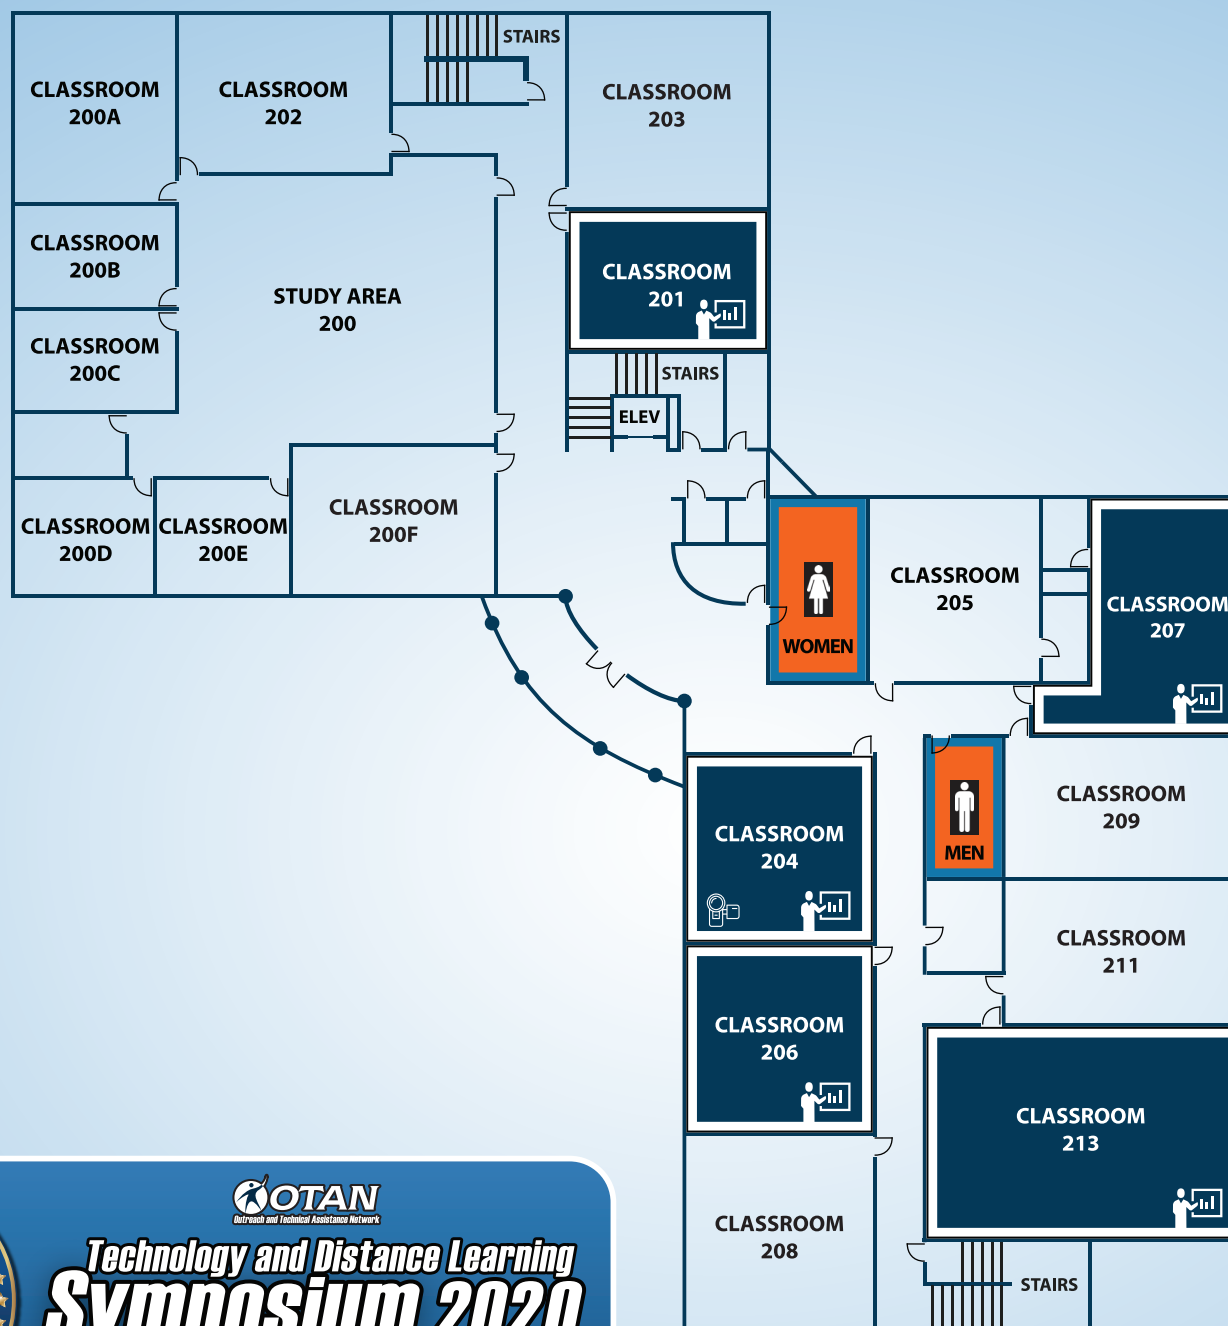 STAIRS
CLASSROOM
200A
CLASSROOM
202
CLASSROOM
203
CLASSROOM
200B
CLASSROOM
201
STUDY AREA
200
CLASSROOM
200C
STAIRS
ELEV
CLASSROOM
200D
CLASSROOM
200E
CLASSROOM
200F
WOMEN
CLASSROOM
205
CLASSROOM
207
CLASSROOM
204
MEN
CLASSROOM
209
CLASSROOM
211
CLASSROOM
206
CLASSROOM
213
CLASSROOM
208
STAIRS
OTAN
Outreach and Technical Assistance Network
Technology and Distance Learning
Symposium 2020